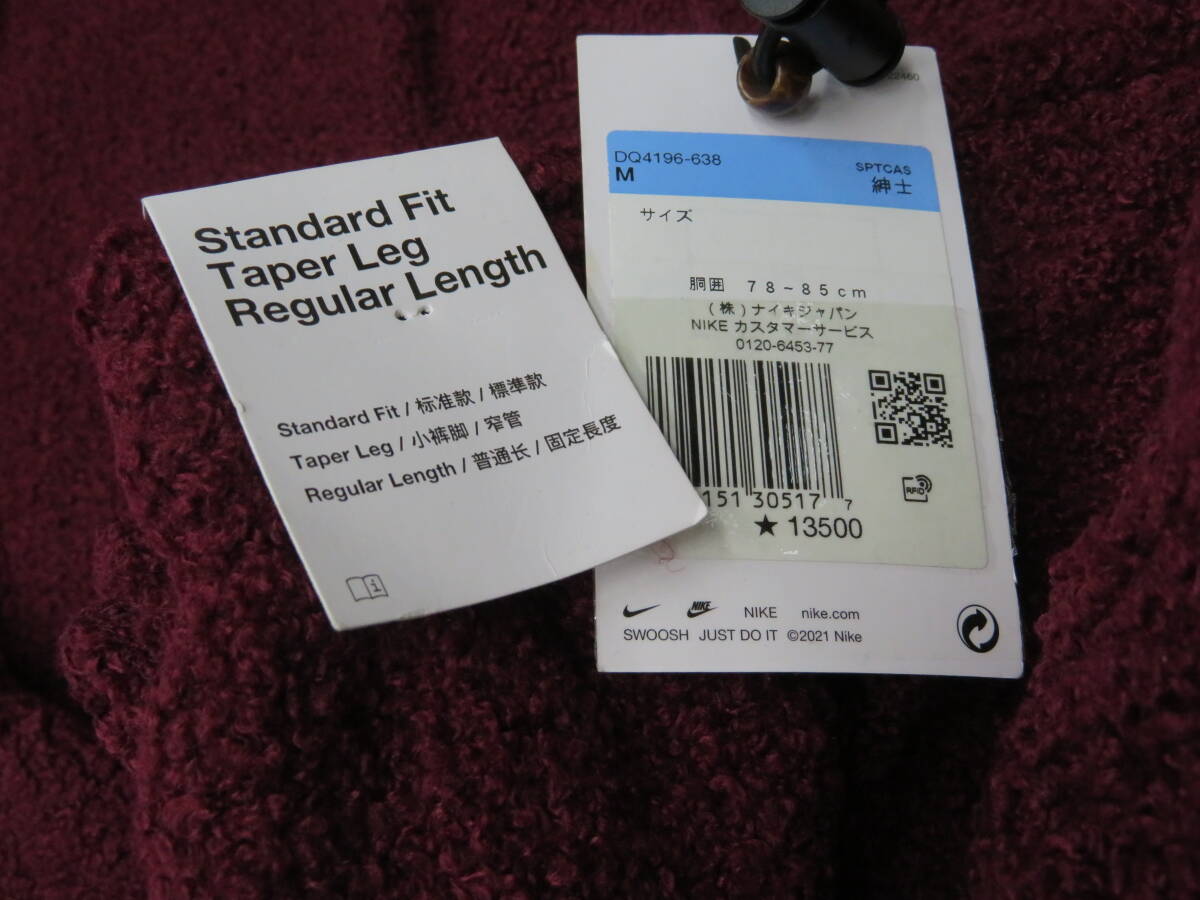 Standard Fit
Taper Leg
Regular Length
Standard Fit / 标准款 / 標準款
Taper Leg / 小裤脚 / 窄管
Regular Length / 普通长 / 固定長度
22460
DQ4196-638
M
SPTCAS
紳士
サイズ
胴囲 78~85cm
(株)ナイキジャパン
NIKE カスタマーサービス
0120-6453-77
RFID
151 30517 7
★ 13500
NIKE NIKE nike.com
SWOOSH JUST DO IT ©2021 Nike